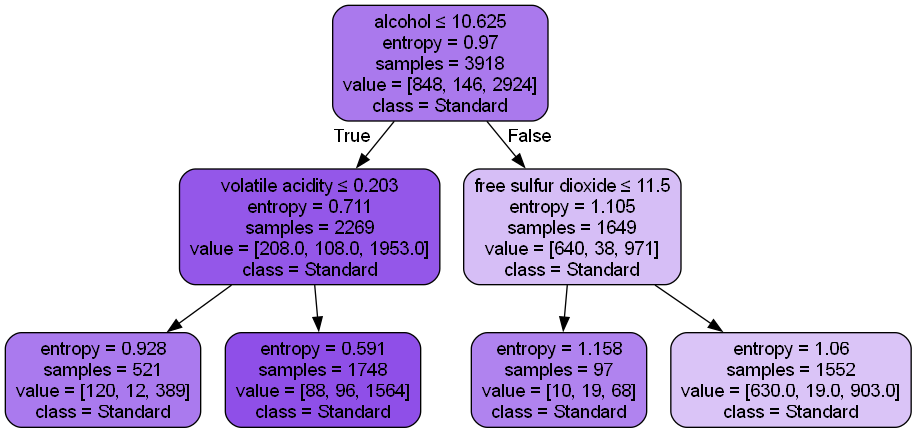 alcohol ≤ 10.625
entropy = 0.97
samples = 3918
value = [848, 146, 2924]
class = Standard
True
False
volatile acidity ≤ 0.203
entropy = 0.711
samples = 2269
value = [208.0, 108.0, 1953.0]
class = Standard
free sulfur dioxide ≤ 11.5
entropy = 1.105
samples = 1649
value = [640, 38, 971]
class = Standard
entropy = 0.928
samples = 521
value = [120, 12, 389]
class = Standard
entropy = 0.591
samples = 1748
value = [88, 96, 1564]
class = Standard
entropy = 1.158
samples = 97
value = [10, 19, 68]
class = Standard
entropy = 1.06
samples = 1552
value = [630.0, 19.0, 903.0]
class = Standard